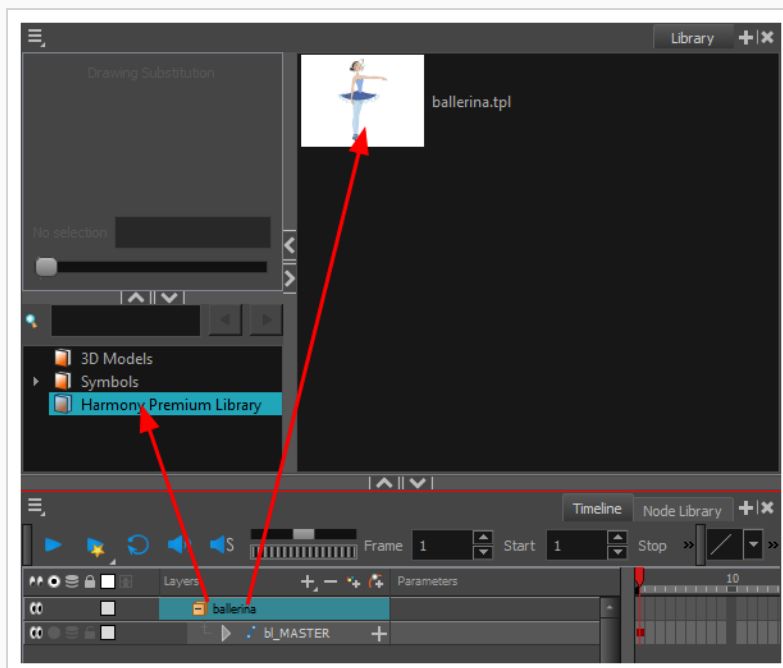 Library
Drawing Substitution
ballerina.tpl
No selection
3D Models
Symbols
Harmony Premium Library
Timeline
Node Library
S Frame 1 Start 1 Stop
Layers Parameters 10
ballerina
bl_MASTER